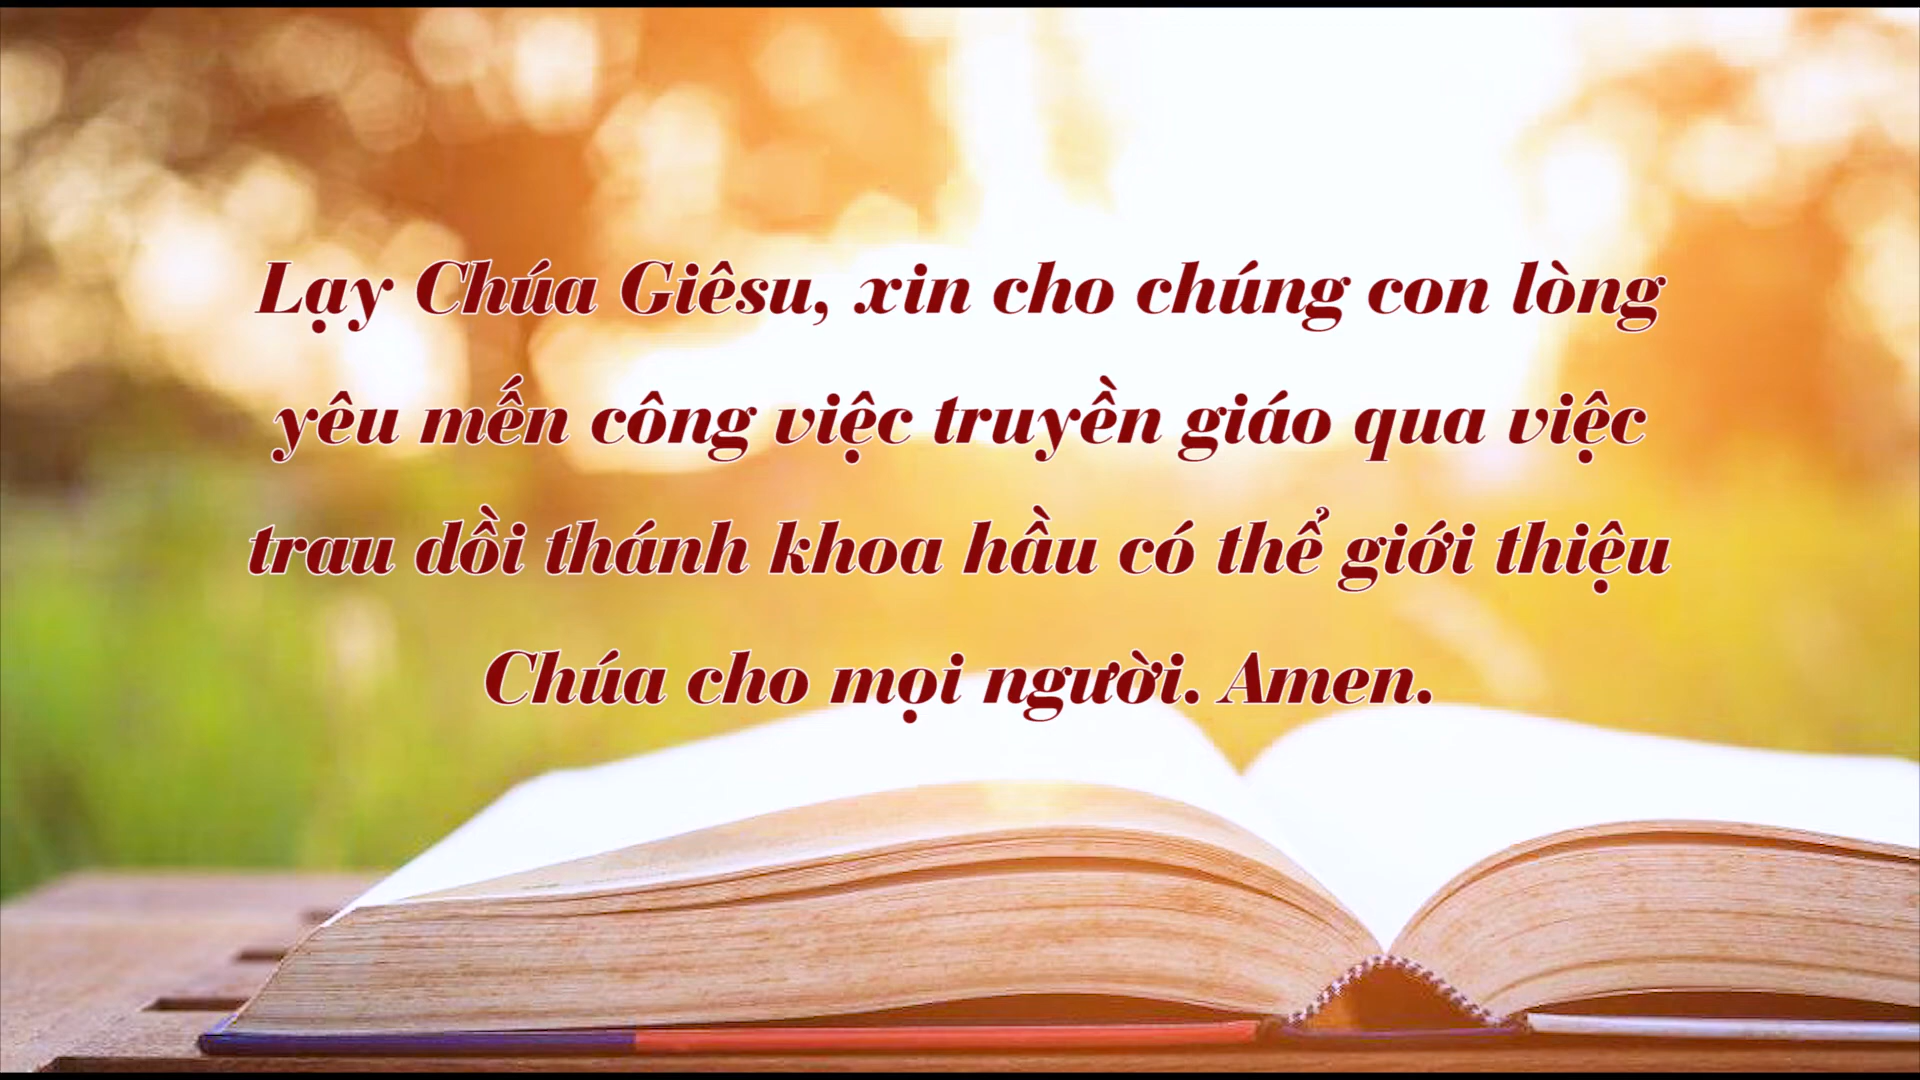 Lạy Chúa Giêsu, xin cho chúng con lòng
yêu mến công việc truyền giáo qua việc
trau dồi thánh khoa hầu có thể giới thiệu
Chúa cho mọi người. Amen.